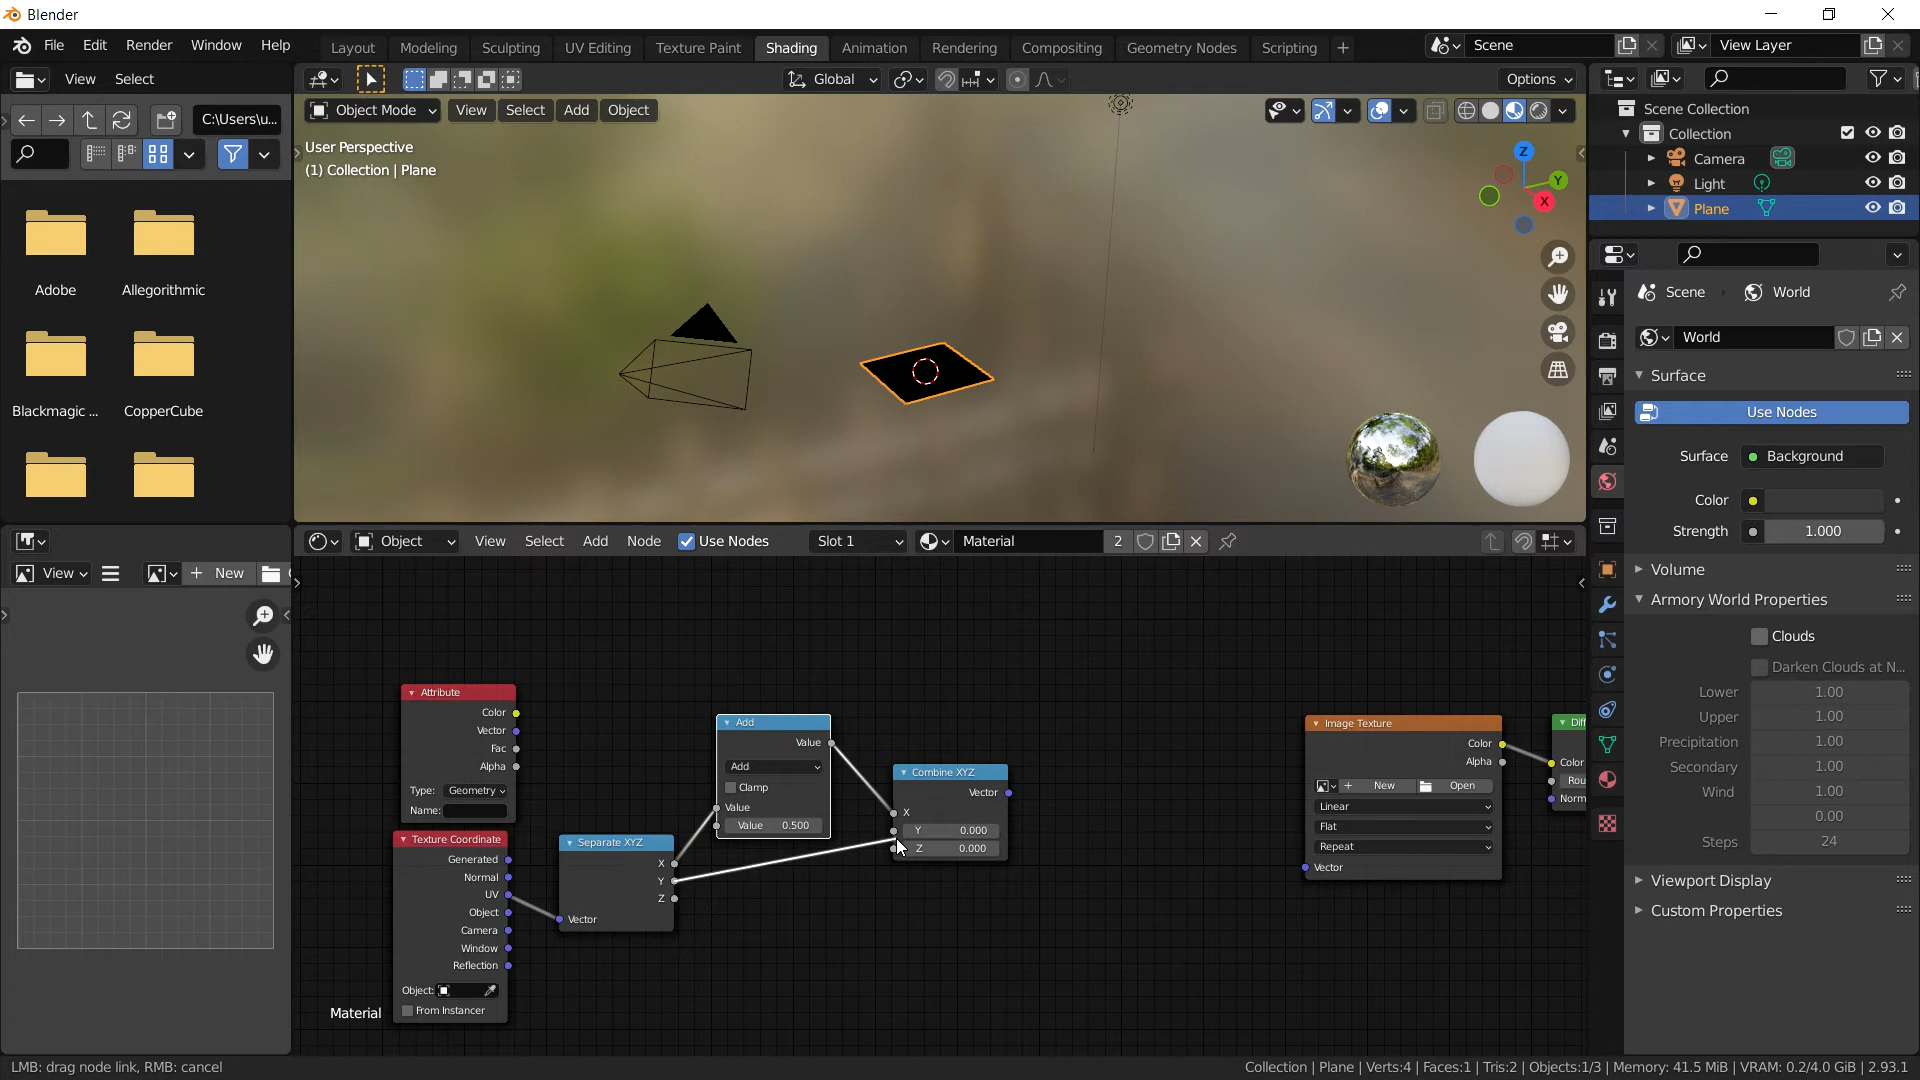 Blender
File Edit Render Window Help
Layout Modeling Sculpting UV Editing Texture Paint Shading Animation Rendering Compositing Geometry Nodes Scripting +
Scene
View Layer
View Select
Global
Options
C:\Users\u...
Object Mode View Select Add Object
User Perspective
(1) Collection | Plane
Z
Y
X
Adobe
Allegorithmic
Blackmagic ...
CopperCube
Scene Collection
Collection
Camera
Light
Plane
Scene
World
World
Surface
Use Nodes
Surface Background
Color
Strength 1.000
Volume
Armory World Properties
Clouds
Darken Clouds at N...
Lower 1.00
Upper 1.00
Precipitation 1.00
Secondary 1.00
Wind 1.00
0.00
Steps 24
Viewport Display
Custom Properties
View
+ New
Object View Select Add Node Use Nodes Slot 1 Material 2
Attribute
Color
Vector
Fac
Alpha
Type: Geometry
Name:
Texture Coordinate
Generated
Normal
UV
Object
Camera
Window
Reflection
Object:
From Instancer
Separate XYZ
X
Y
Z
Vector
Add
Value
Add
Clamp
Value
Value 0.500
Combine XYZ
Vector
X
Y 0.000
Z 0.000
Image Texture
Color
Alpha
+ New Open
Linear
Flat
Repeat
Vector
Diff
Color
Rou
Norm
Material
LMB: drag node link, RMB: cancel
Collection | Plane | Verts:4 | Faces:1 | Tris:2 | Objects:1/3 | Memory: 41.5 MiB | VRAM: 0.2/4.0 GiB | 2.93.1